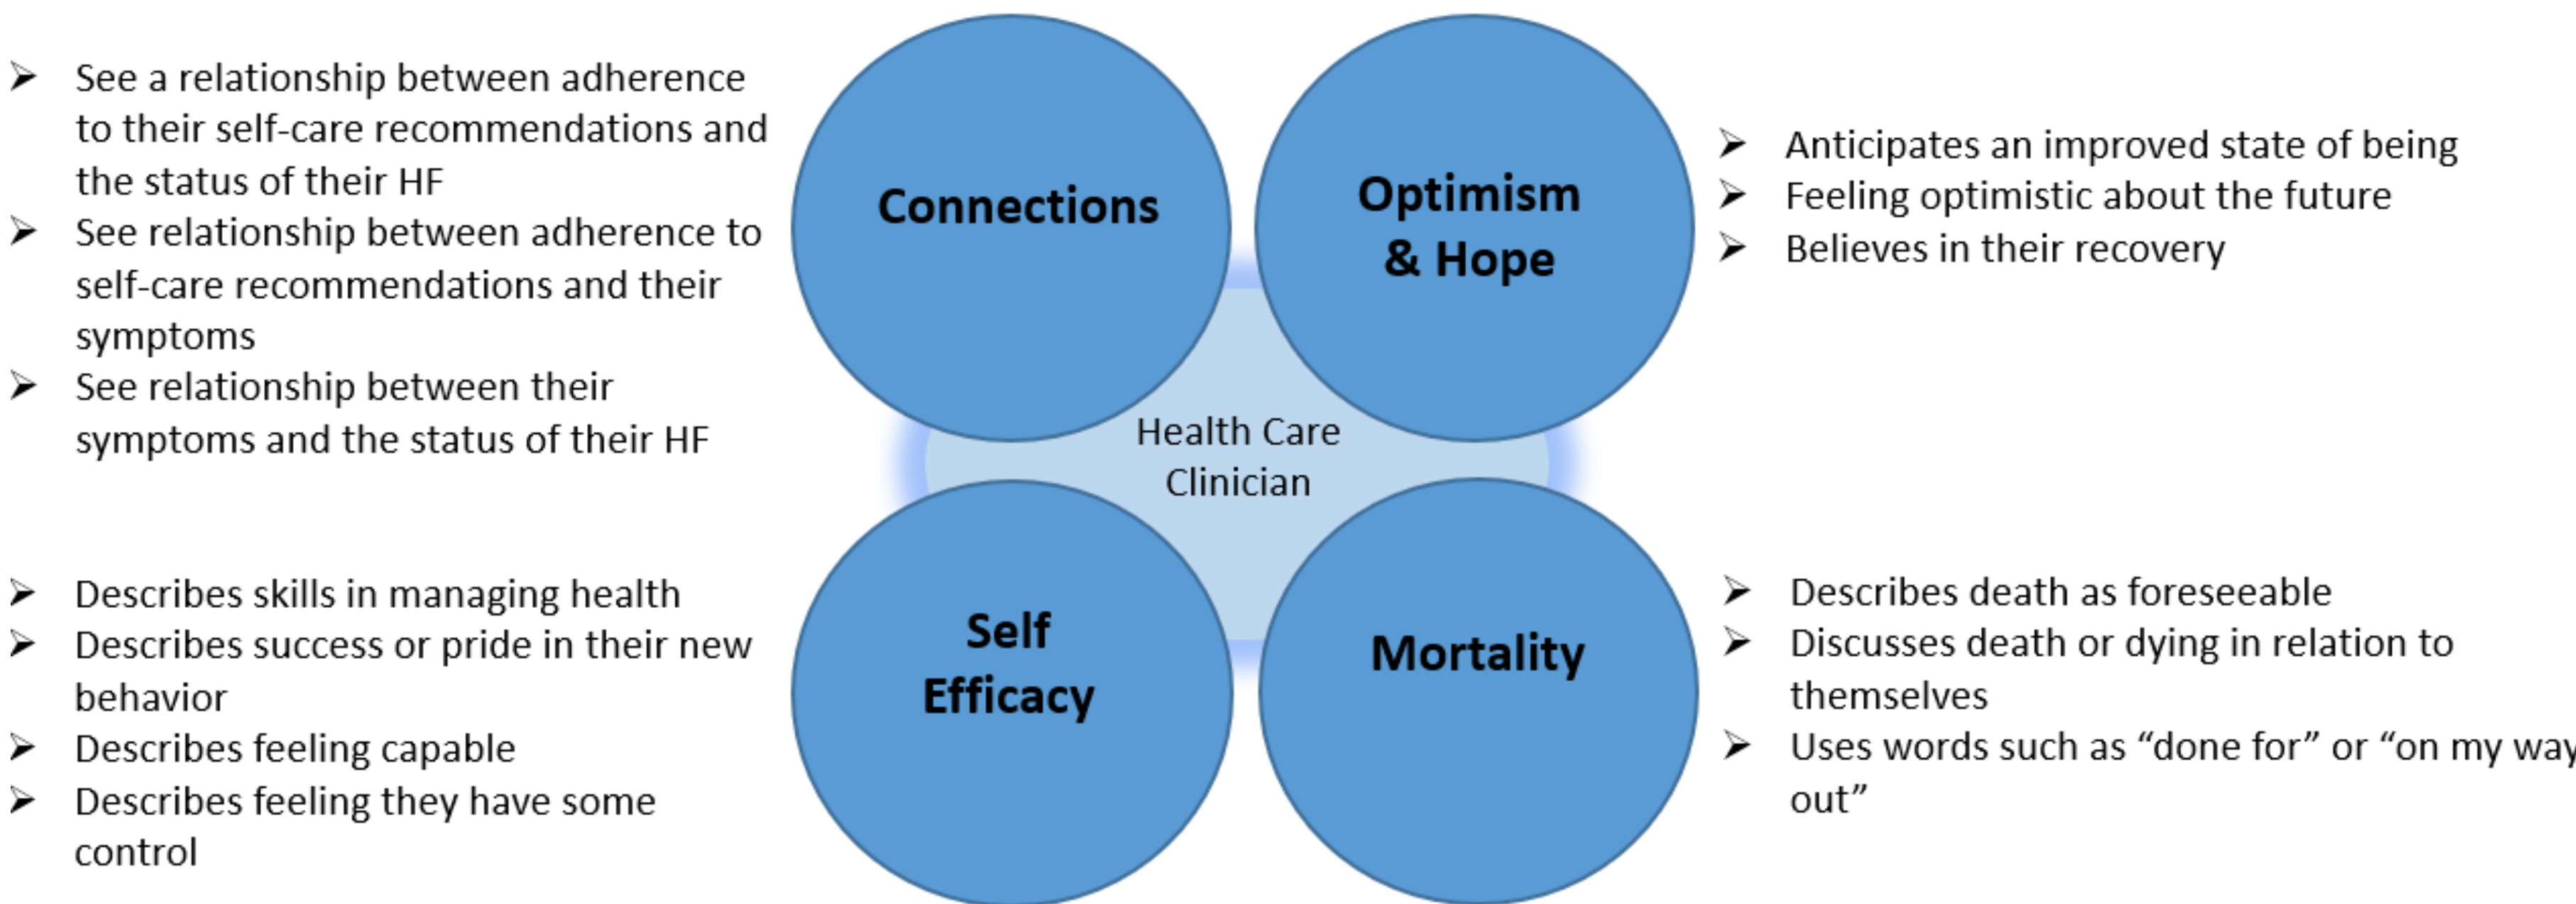 ➢ See a relationship between adherence
to their self-care recommendations and
the status of their HF
➢ See relationship between adherence to
self-care recommendations and their
symptoms
➢ See relationship between their
symptoms and the status of their HF
Connections
Optimism
& Hope
➢ Anticipates an improved state of being
➢ Feeling optimistic about the future
➢ Believes in their recovery
Health Care
Clinician
➢ Describes skills in managing health
➢ Describes success or pride in their new
behavior
➢ Describes feeling capable
➢ Describes feeling they have some
control
Self
Efficacy
Mortality
➢ Describes death as foreseeable
➢ Discusses death or dying in relation to
themselves
➢ Uses words such as “done for” or “on my way
out”